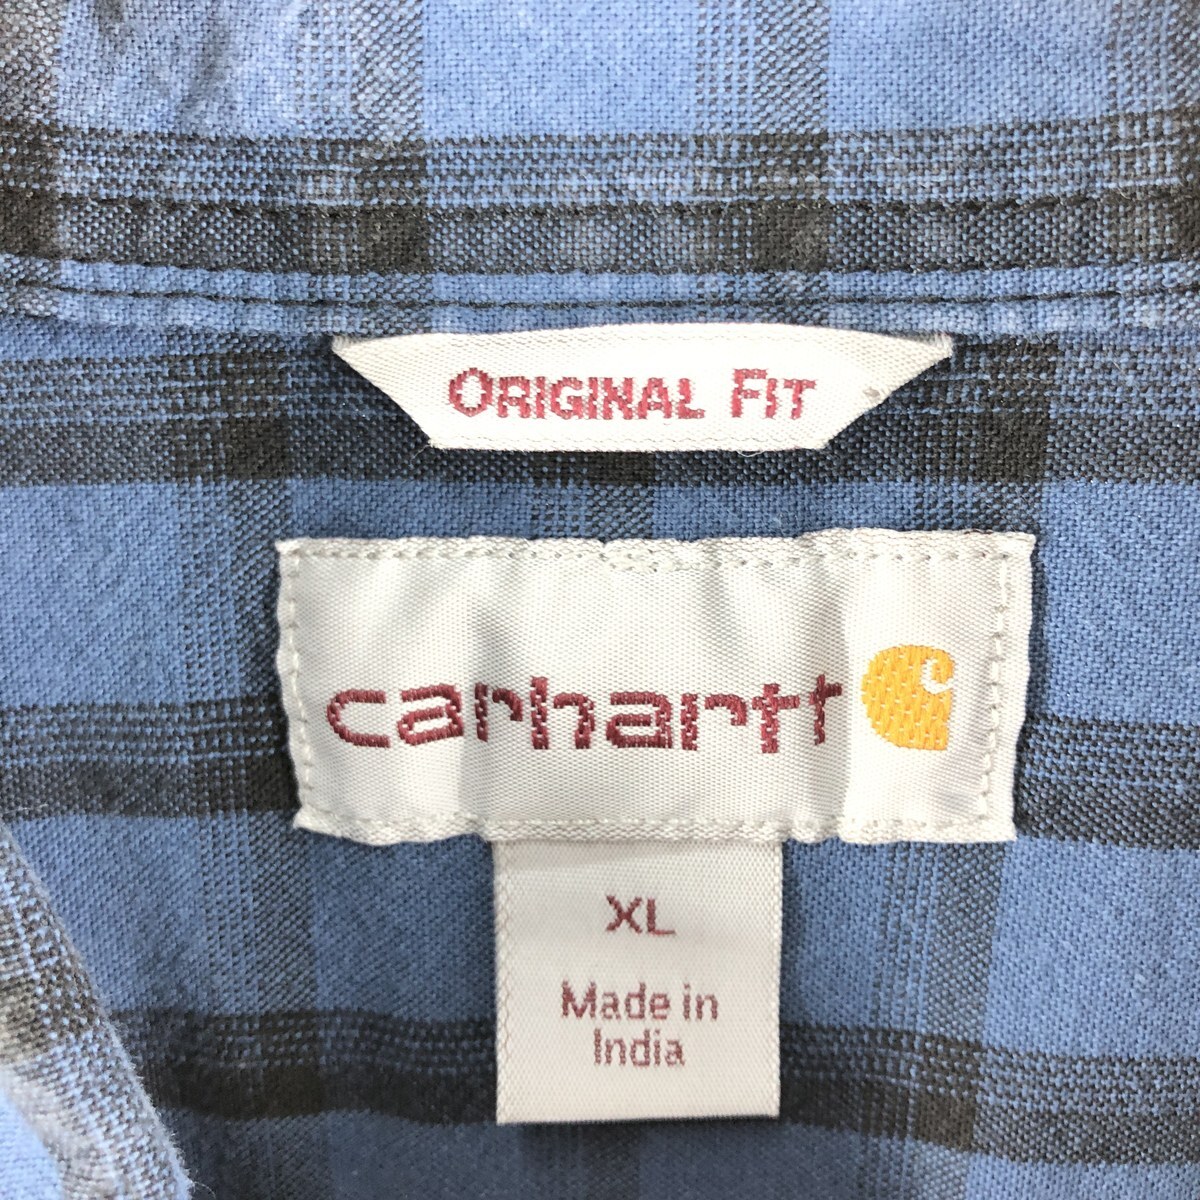 ORIGINAL FIT
carhartt
XL
Made in
India